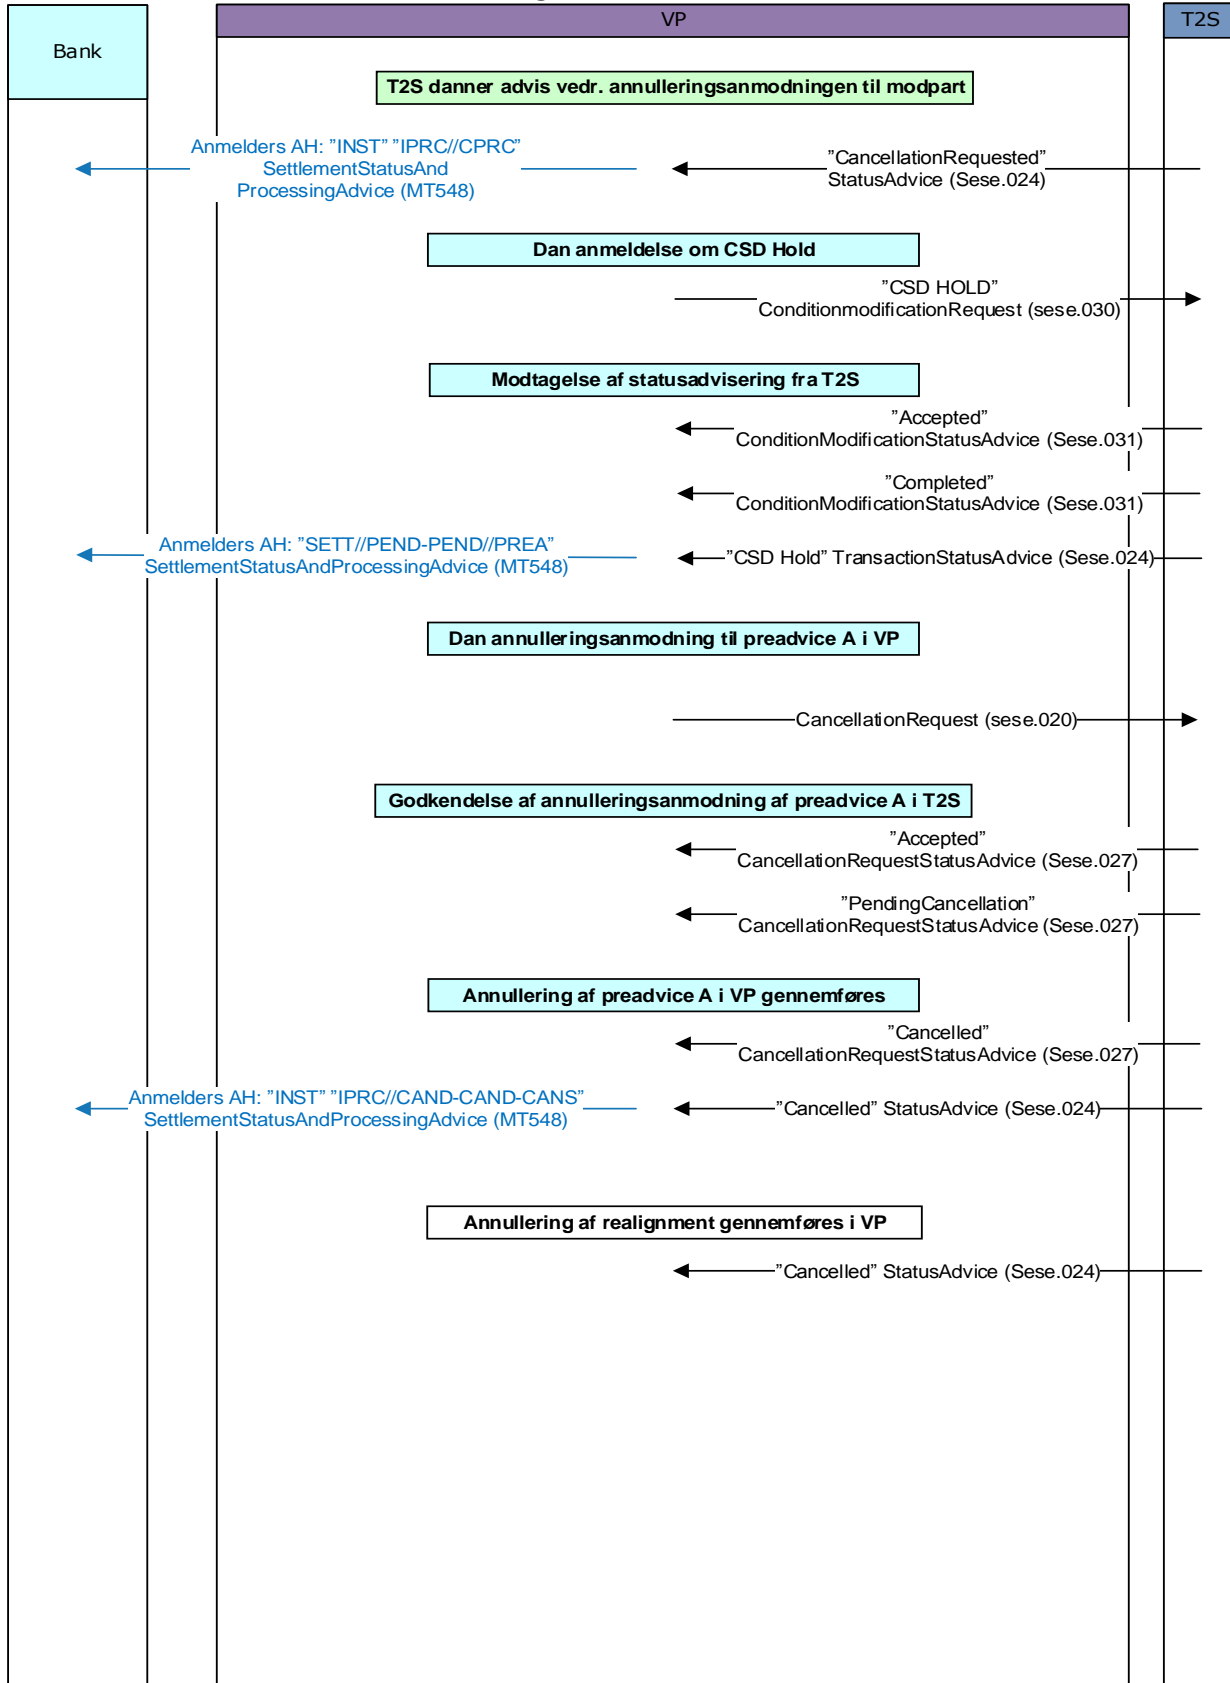 Bank
VP
T2S
T2S danner advis vedr. annulleringsanmodningen til modpart
Anmelders AH: "INST" "IPRC//CPRC"
SettlementStatusAnd
ProcessingAdvice (MT548)
"CancellationRequested"
StatusAdvice (Sese.024)
Dan anmeldelse om CSD Hold
"CSD HOLD"
ConditionmodificationRequest (sese.030)
Modtagelse af statusadvisering fra T2S
"Accepted"
ConditionModificationStatusAdvice (Sese.031)
"Completed"
ConditionModificationStatusAdvice (Sese.031)
Anmelders AH: "SETT//PEND-PEND//PREA"
SettlementStatusAndProcessingAdvice (MT548)
"CSD Hold" TransactionStatusAdvice (Sese.024)
Dan annulleringsanmodning til preadvice A i VP
CancellationRequest (sese.020)
Godkendelse af annulleringsanmodning af preadvice A i T2S
"Accepted"
CancellationRequestStatusAdvice (Sese.027)
"PendingCancellation"
CancellationRequestStatusAdvice (Sese.027)
Annullering af preadvice A i VP gennemføres
"Cancelled"
CancellationRequestStatusAdvice (Sese.027)
Anmelders AH: "INST" "IPRC//CAND-CAND-CANS"
SettlementStatusAndProcessingAdvice (MT548)
"Cancelled" StatusAdvice (Sese.024)
Annullering af realignment gennemføres i VP
"Cancelled" StatusAdvice (Sese.024)